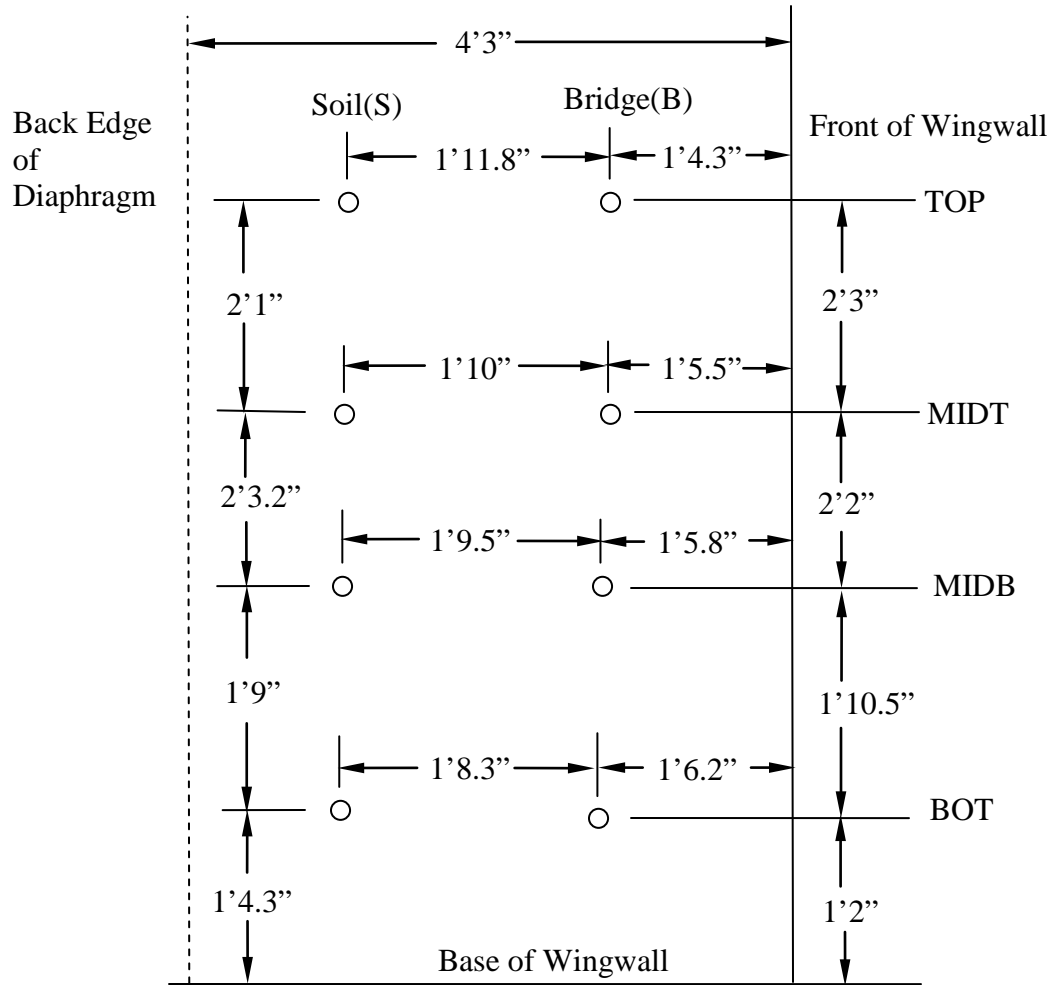 4’3”
Soil(S)
Bridge(B)
Back Edge
of
Diaphragm
Front of Wingwall
1’11.8”
1’4.3”
TOP
2’1”
2’3”
1’10”
1’5.5”
MIDT
2’3.2”
2’2”
1’9.5”
1’5.8”
MIDB
1’9”
1’10.5”
1’8.3”
1’6.2”
BOT
1’4.3”
1’2”
Base of Wingwall